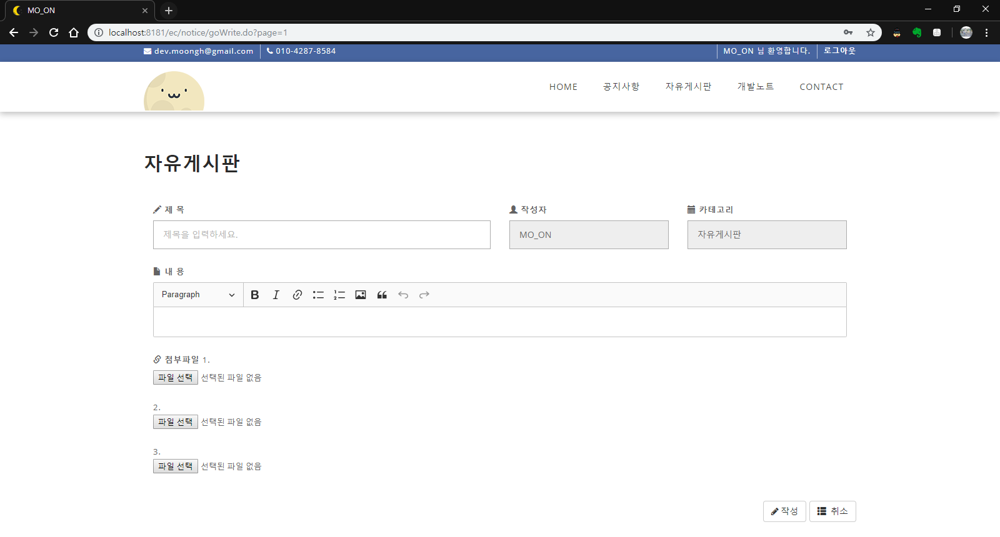 MO_ON
localhost:8181/ec/notice/goWrite.do?page=1
dev.moongh@gmail.com 010-4287-8584 MO_ON 님 환영합니다. 로그아웃
HOME 공지사항 자유게시판 개발노트 CONTACT
자유게시판
제 목 작성자 카테고리
제목을 입력하세요. MO_ON 자유게시판
내 용
Paragraph B I
첨부파일 1.
파일 선택 선택된 파일 없음
2.
파일 선택 선택된 파일 없음
3.
파일 선택 선택된 파일 없음
작성 취소